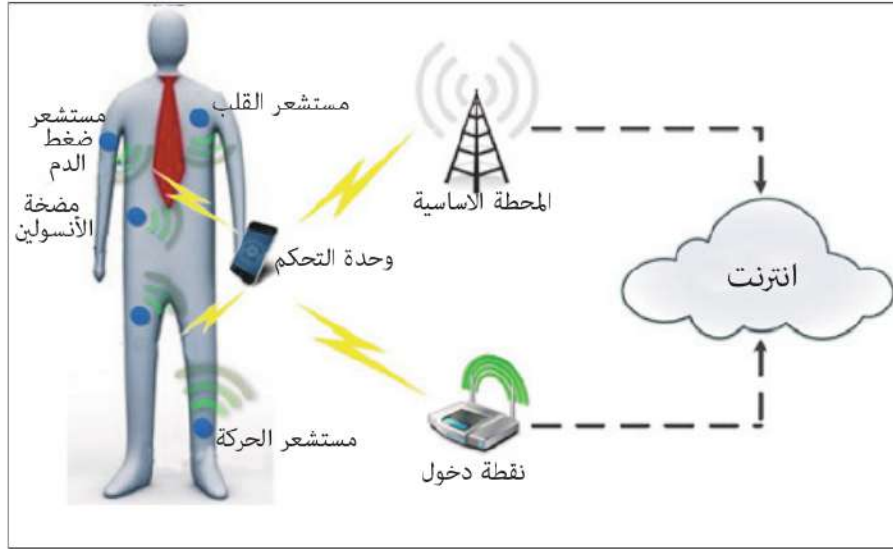 مستشعر القلب
مستشعر
ضغط
الدم
مضخة
الأنسولين
وحدة التحكم
المحطة الاساسية
انترنت
مستشعر الحركة
نقطة دخول